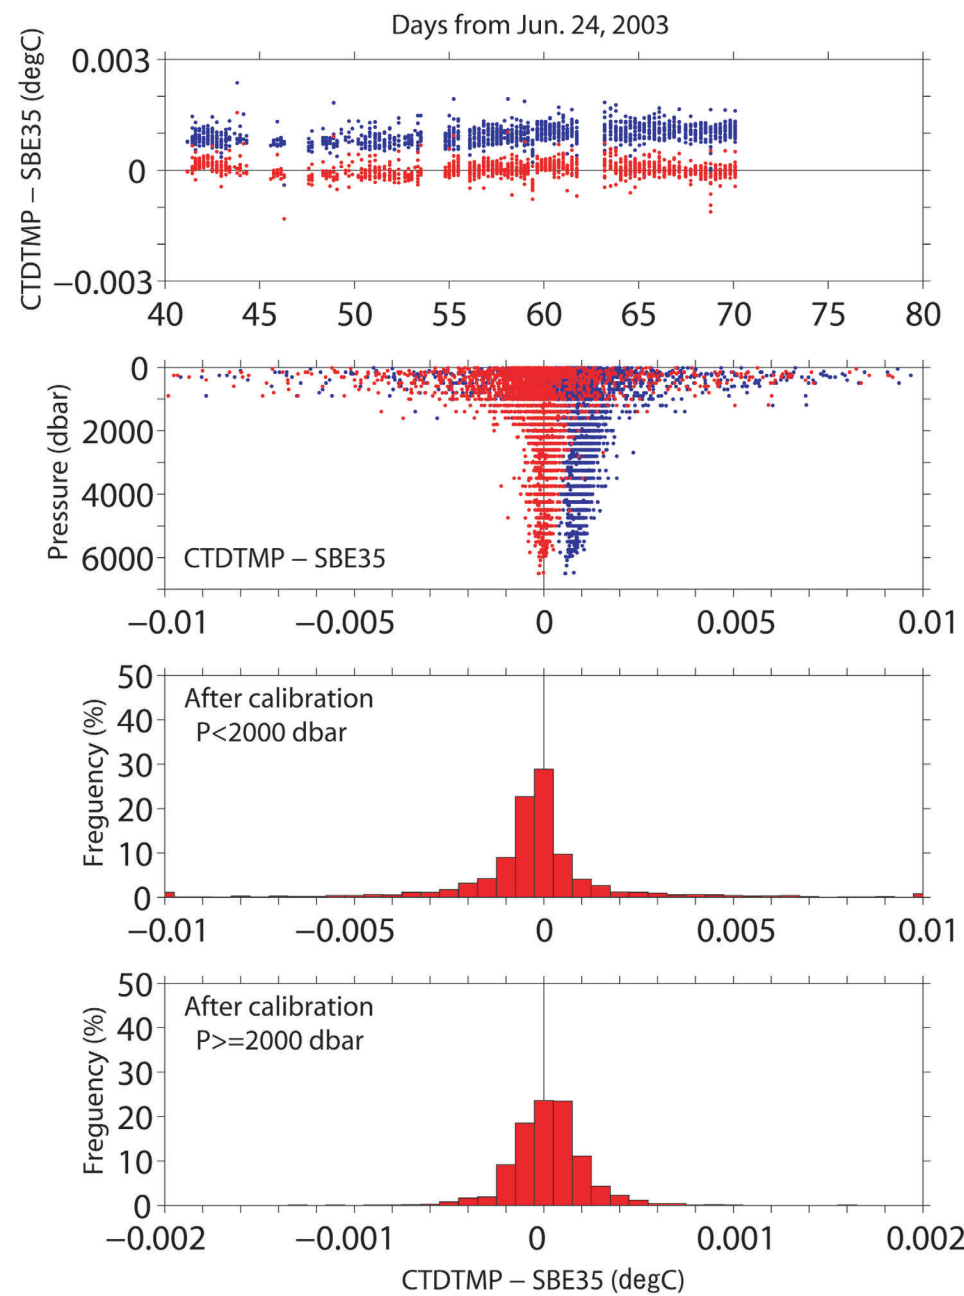 Days from Jun. 24, 2003
CTDTMP – SBE35 (degC)
0.003
0
−0.003
40 45 50 55 60 65 70 75 80
Pressure (dbar)
0
2000
4000
6000
CTDTMP – SBE35
−0.01 −0.005 0 0.005 0.01
Freguency (%)
50
40
30
20
10
0
After calibration
P<2000 dbar
−0.01 −0.005 0 0.005 0.01
Freguency (%)
50
40
30
20
10
0
After calibration
P>=2000 dbar
−0.002 −0.001 0 0.001 0.002
CTDTMP – SBE35 (degC)